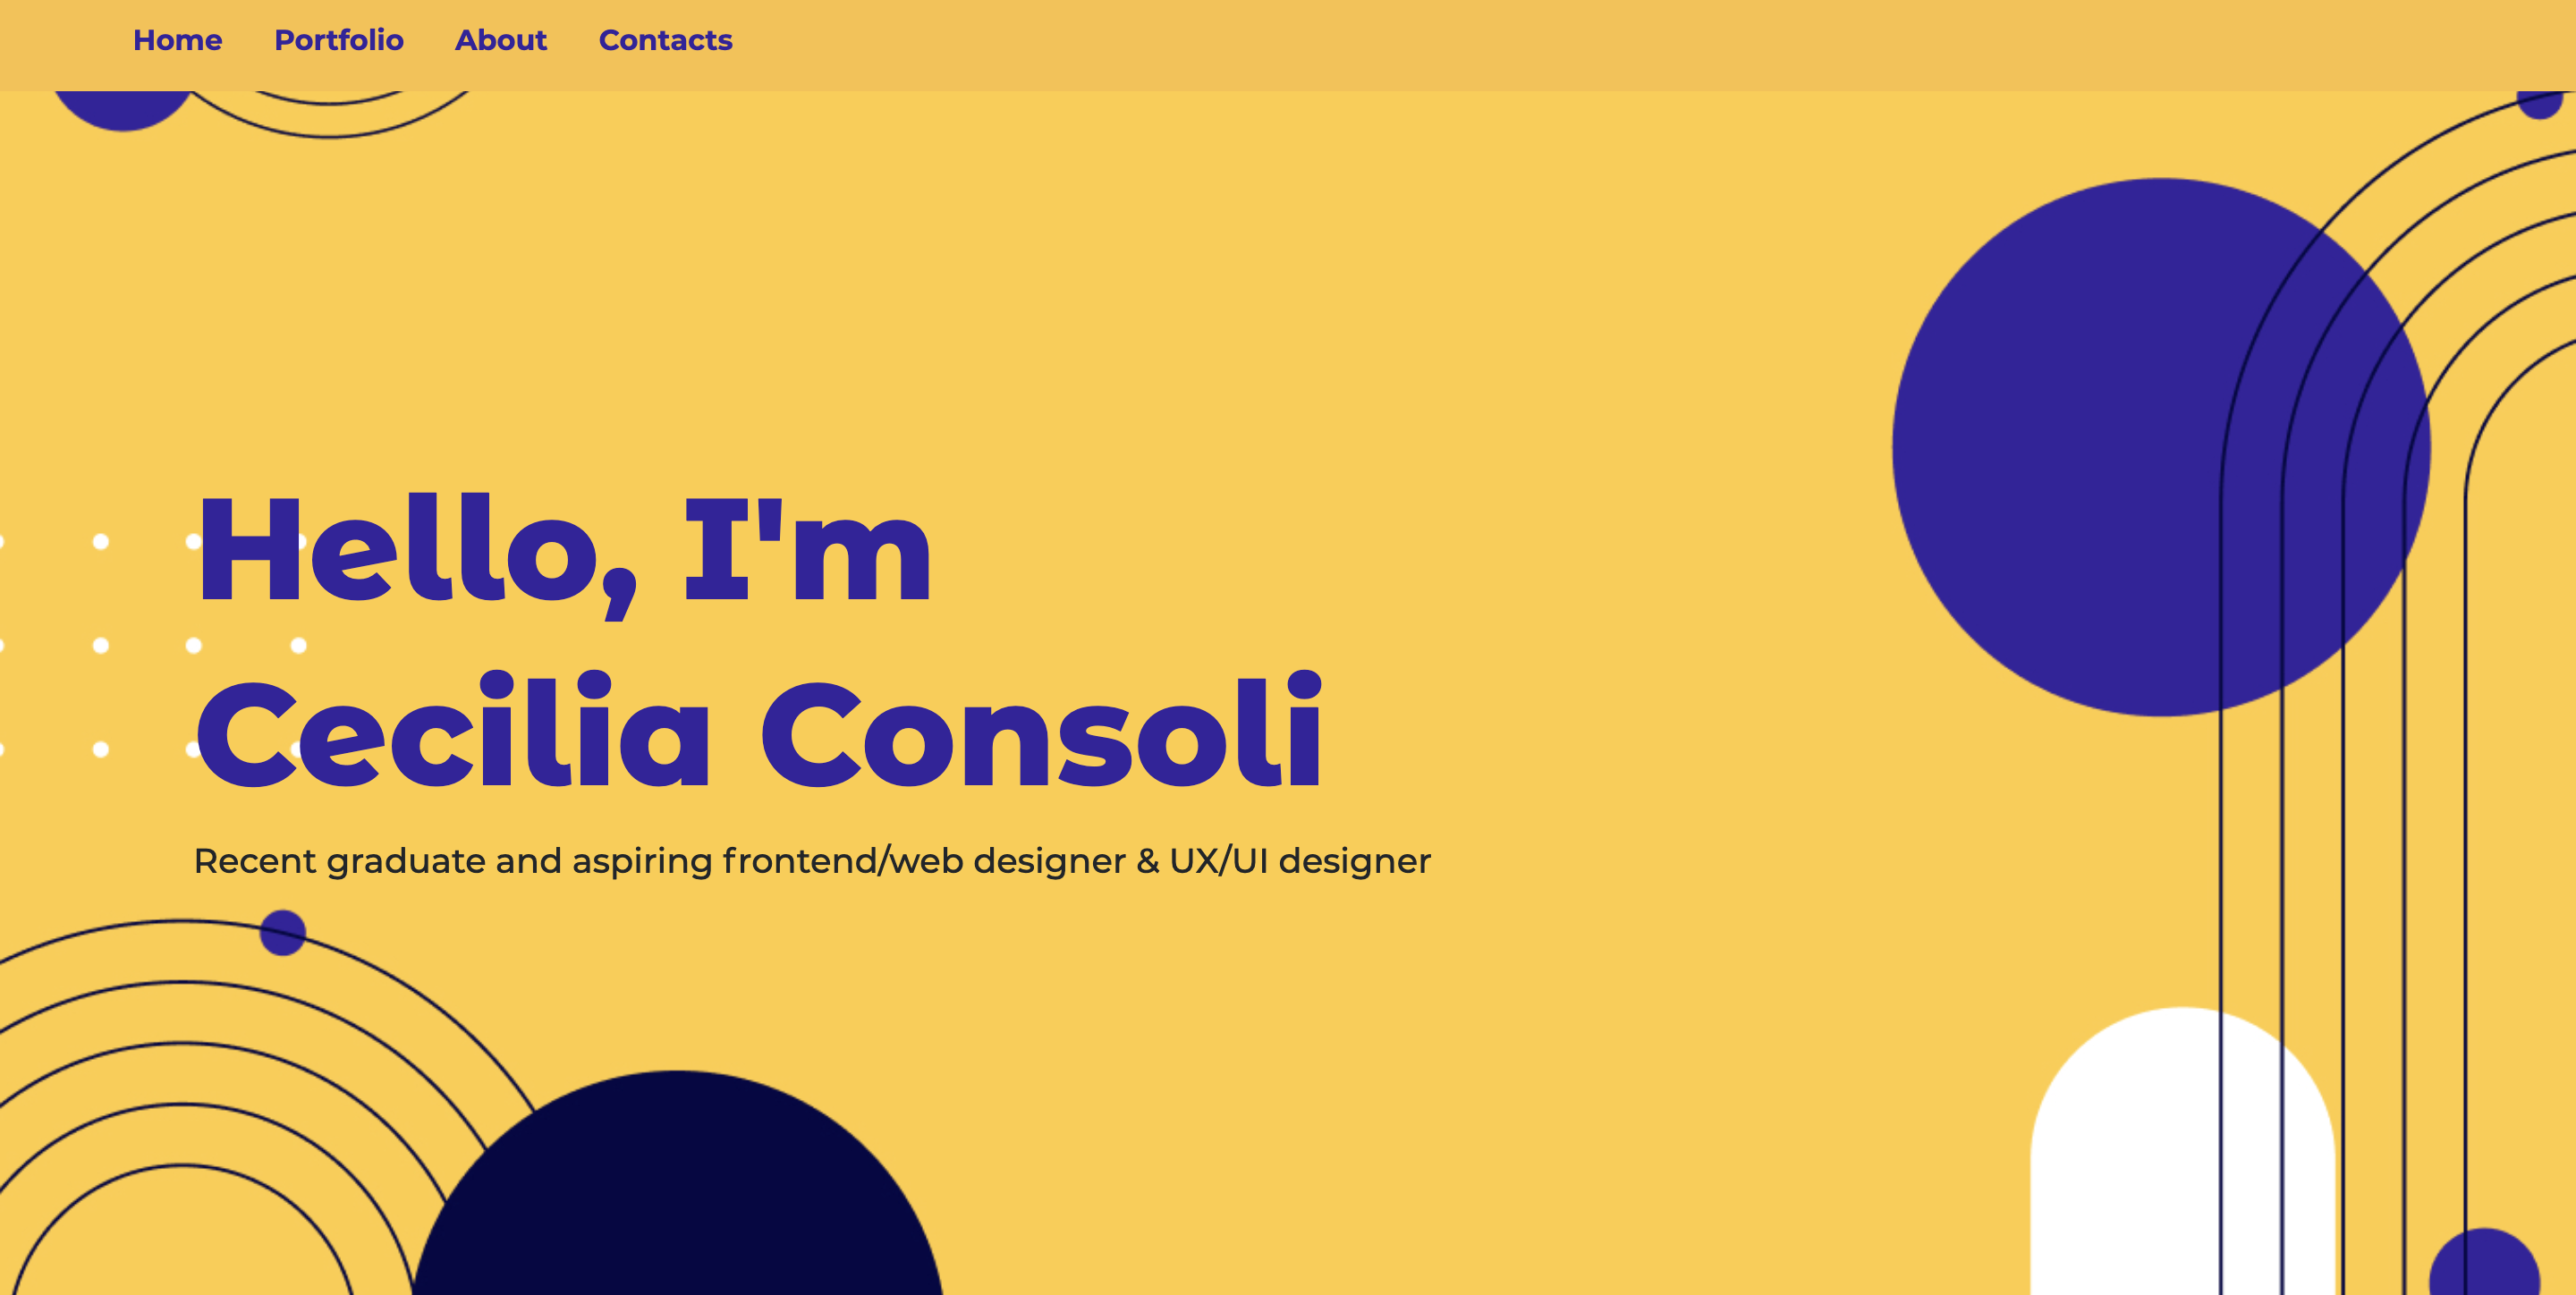 Home Portfolio About Contacts
Hello, I'm
Cecilia Consoli
Recent graduate and aspiring frontend/web designer & UX/UI designer